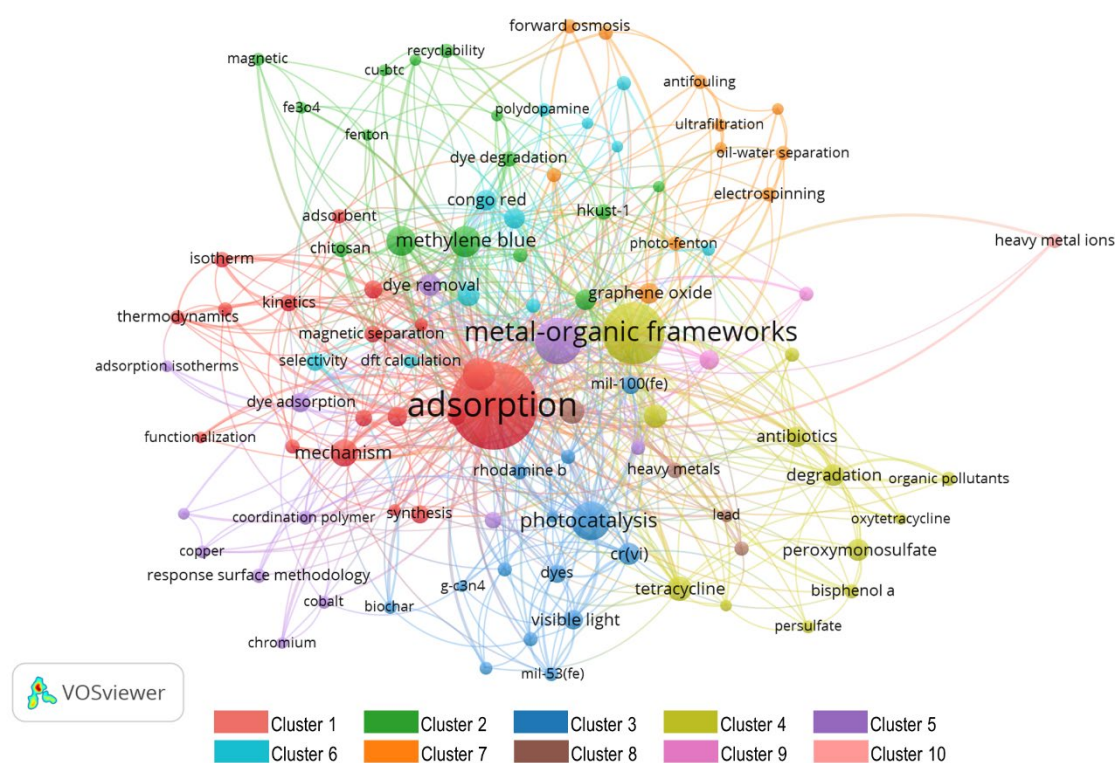 forward osmosis
recyclability
magnetic
cu-btc
antifouling
fe3o4
polydopamine
ultrafiltration
fenton
oil-water separation
dye degradation
electrospinning
congo red
hkust-1
adsorbent
methylene blue
heavy metal ions
photo-fenton
chitosan
isotherm
dye removal
graphene oxide
kinetics
thermodynamics
magnetic separation
metal-organic frameworks
selectivity
dft calculation
adsorption isotherms
mil-100(fe)
dye adsorption
adsorption
functionalization
antibiotics
mechanism
rhodamine b
heavy metals
degradation
organic pollutants
synthesis
lead
coordination polymer
photocatalysis
oxytetracycline
copper
cr(vi)
peroxymonosulfate
response surface methodology
dyes
g-c3n4
tetracycline
bisphenol a
cobalt
biochar
visible light
persulfate
chromium
mil-53(fe)
VOSviewer
Cluster 1
Cluster 2
Cluster 3
Cluster 4
Cluster 5
Cluster 6
Cluster 7
Cluster 8
Cluster 9
Cluster 10